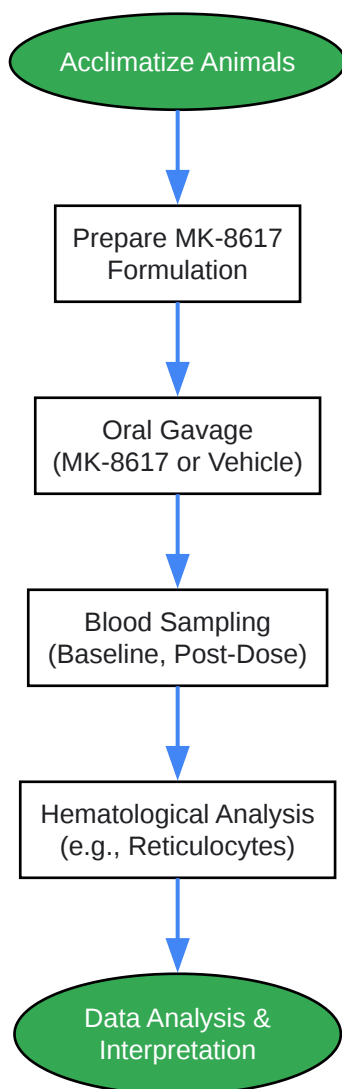 Acclimatize Animals
Prepare MK-8617
Formulation
Oral Gavage
(MK-8617 or Vehicle)
Blood Sampling
(Baseline, Post-Dose)
Hematological Analysis
(e.g., Reticulocytes)
Data Analysis &
Interpretation